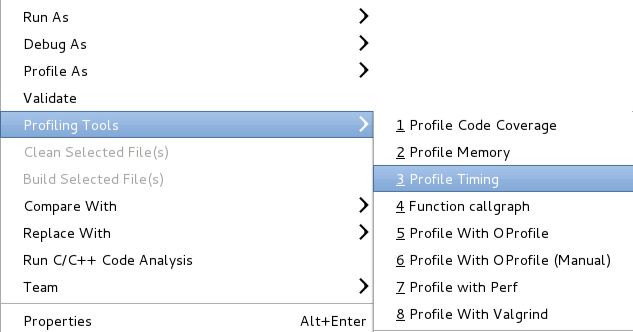 Run As
Debug As
Profile As
Validate
Profiling Tools
Clean Selected File(s)
Build Selected File(s)
Compare With
Replace With
Run C/C++ Code Analysis
Team
Properties Alt+Enter
1 Profile Code Coverage
2 Profile Memory
3 Profile Timing
4 Function callgraph
5 Profile With OProfile
6 Profile With OProfile (Manual)
7 Profile with Perf
8 Profile With Valgrind